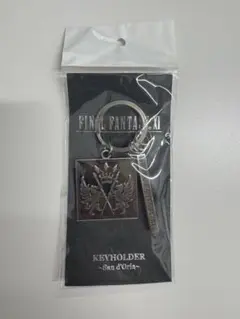 FINAL FANTASY XI
KEYHOLDER
~San d'Oria~